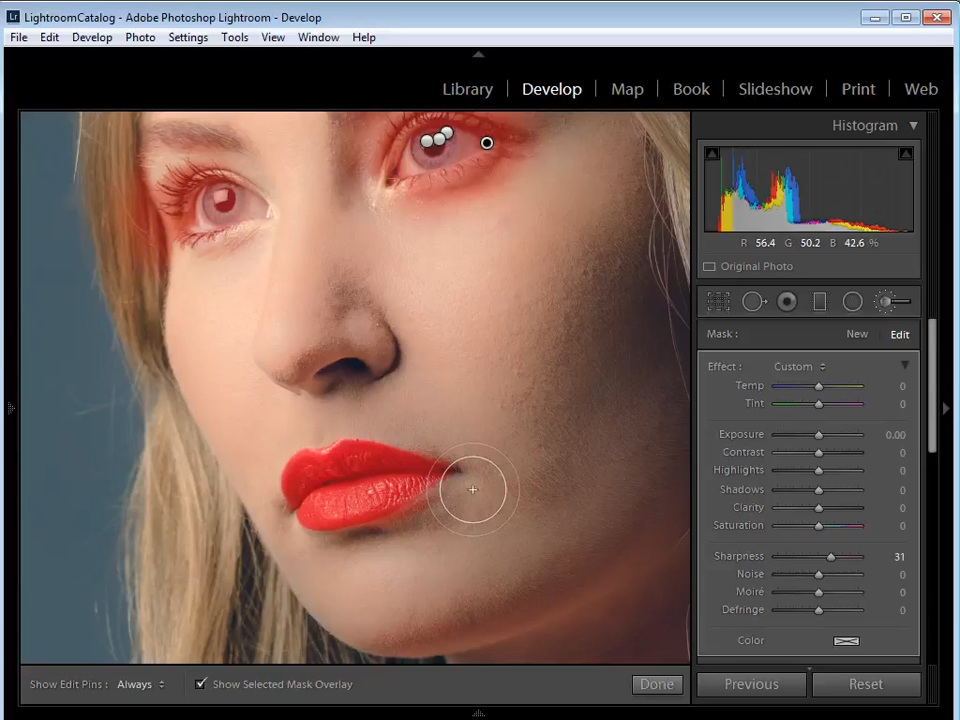 LightroomCatalog - Adobe Photoshop Lightroom - Develop
File Edit Develop Photo Settings Tools View Window Help
Library Develop Map Book Slideshow Print Web
Histogram
R 56.4 G 50.2 B 42.6 %
Original Photo
Mask : New Edit
Effect : Custom
Temp 0
Tint 0
Exposure 0.00
Contrast 0
Highlights 0
Shadows 0
Clarity 0
Saturation 0
Sharpness 31
Noise 0
Moiré 0
Defringe 0
Color
Show Edit Pins : Always Show Selected Mask Overlay Done Previous Reset